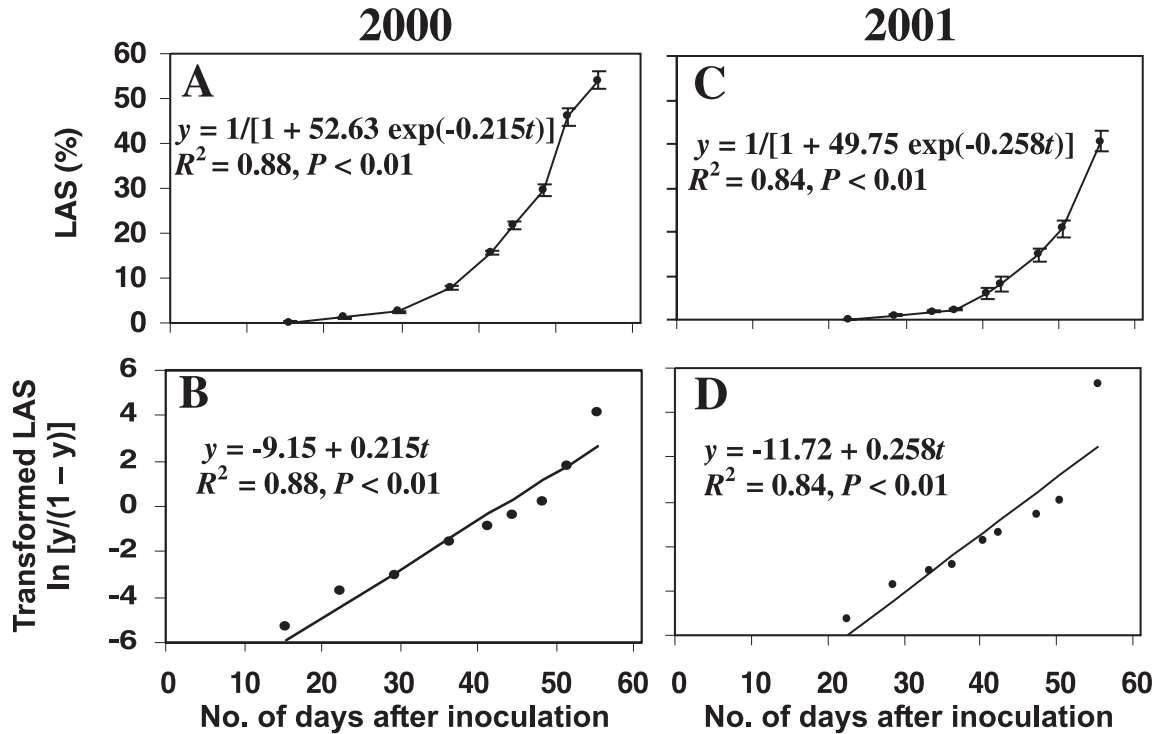 2000
2001
LAS (%)
60
50
40
30
20
10
0
A
y = 1/[1 + 52.63 exp(-0.215t)]
R² = 0.88, P < 0.01
C
y = 1/[1 + 49.75 exp(-0.258t)]
R² = 0.84, P < 0.01
Transformed LAS
ln [y/(1 – y)]
6
4
2
0
-2
-4
-6
B
y = -9.15 + 0.215t
R² = 0.88, P < 0.01
D
y = -11.72 + 0.258t
R² = 0.84, P < 0.01
0 10 20 30 40 50 60
0 10 20 30 40 50 60
No. of days after inoculation
No. of days after inoculation